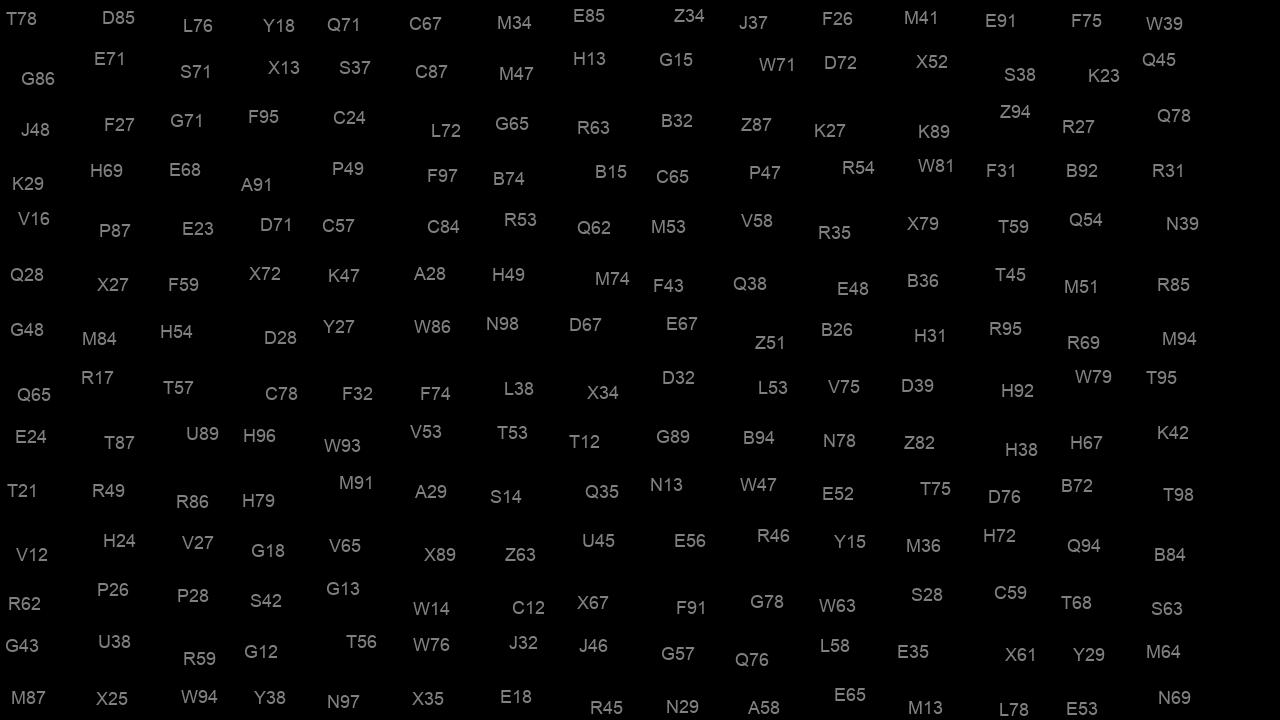 T78 D85 L76 Y18 Q71 C67 M34 E85 Z34 J37 F26 M41 E91 F75 W39
G86 E71 S71 X13 S37 C87 M47 H13 G15 W71 D72 X52 S38 K23 Q45
J48 F27 G71 F95 C24 L72 G65 R63 B32 Z87 K27 K89 Z94 R27 Q78
K29 H69 E68 A91 P49 F97 B74 B15 C65 P47 R54 W81 F31 B92 R31
V16 P87 E23 D71 C57 C84 R53 Q62 M53 V58 R35 X79 T59 Q54 N39
Q28 X27 F59 X72 K47 A28 H49 M74 F43 Q38 E48 B36 T45 M51 R85
G48 M84 H54 D28 Y27 W86 N98 D67 E67 Z51 B26 H31 R95 R69 M94
Q65 R17 T57 C78 F32 F74 L38 X34 D32 L53 V75 D39 H92 W79 T95
E24 T87 U89 H96 W93 V53 T53 T12 G89 B94 N78 Z82 H38 H67 K42
T21 R49 R86 H79 M91 A29 S14 Q35 N13 W47 E52 T75 D76 B72 T98
V12 H24 V27 G18 V65 X89 Z63 U45 E56 R46 Y15 M36 H72 Q94 B84
R62 P26 P28 S42 G13 W14 C12 X67 F91 G78 W63 S28 C59 T68 S63
G43 U38 R59 G12 T56 W76 J32 J46 G57 Q76 L58 E35 X61 Y29 M64
M87 X25 W94 Y38 N97 X35 E18 R45 N29 A58 E65 M13 L78 E53 N69